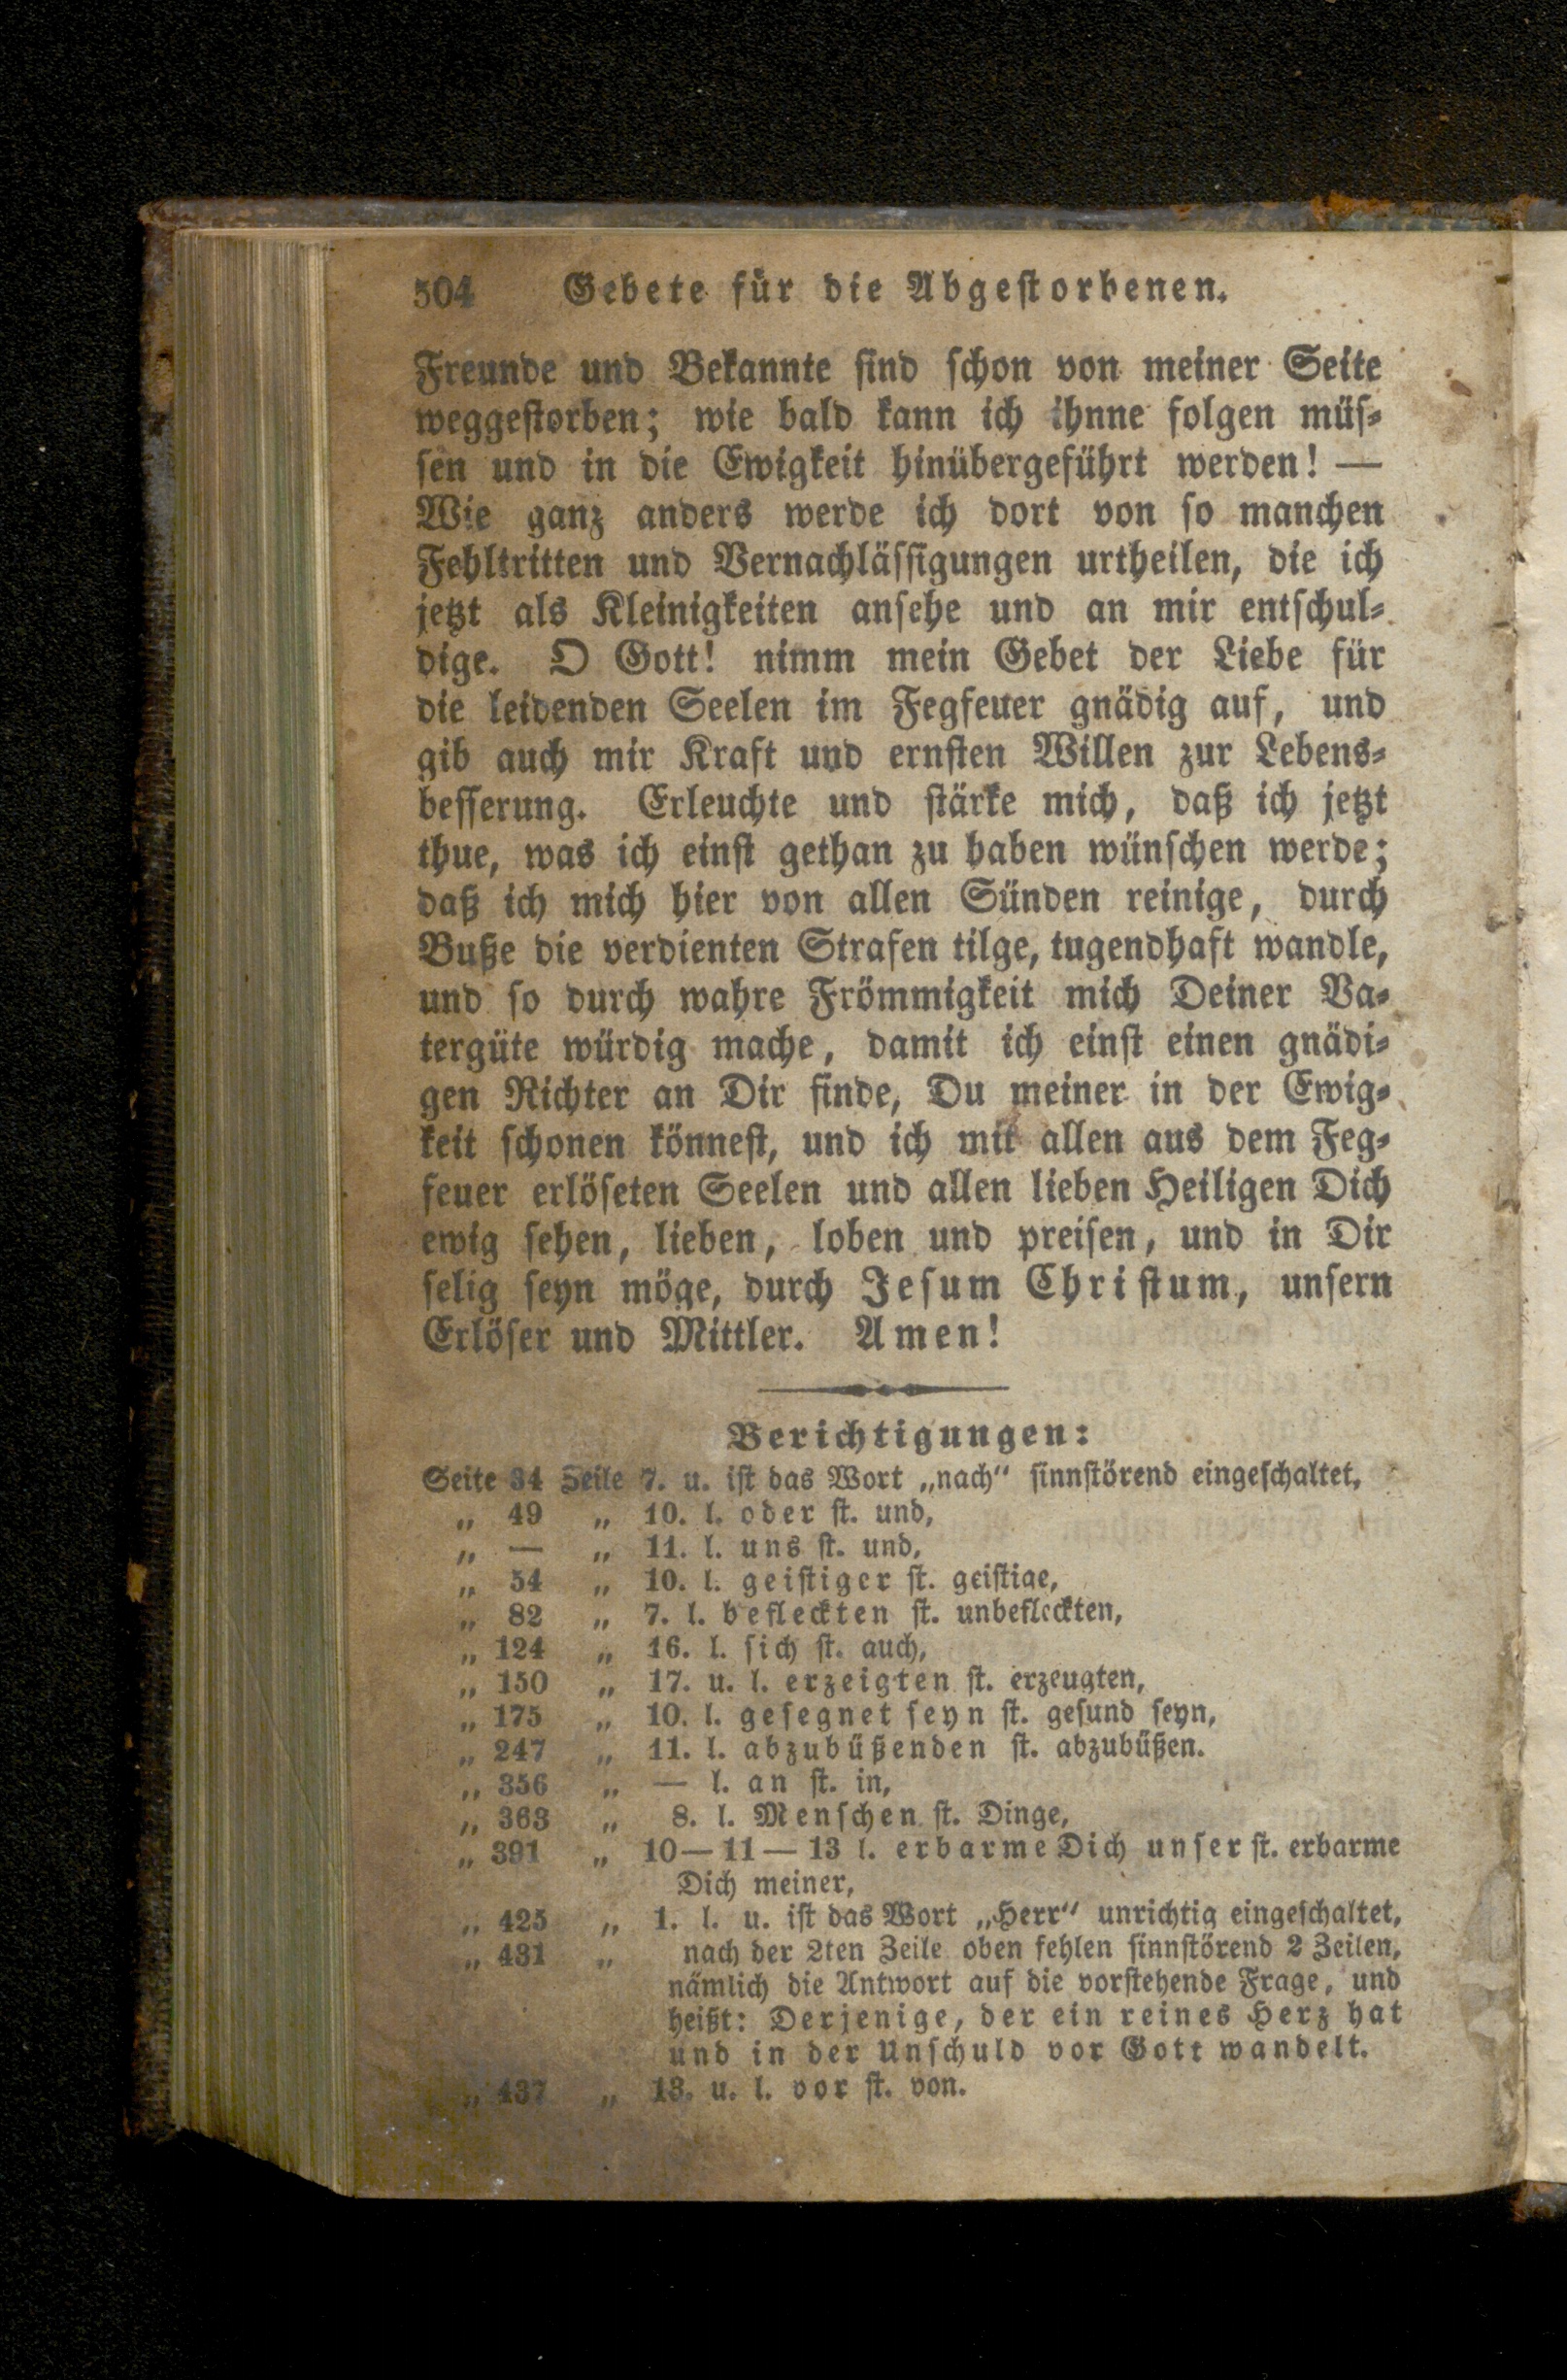 504 Gebete für die Abgestorbenen.
Freunde und Bekannte sind schon von meiner Seite
weggestorben; wie bald kann ich ihnne folgen müs-
sen und in die Ewigkeit hinübergeführt werden! —
Wie ganz anders werde ich dort von so manchen
Fehltritten und Vernachlässigungen urtheilen, die ich
jetzt als Kleinigkeiten ansehe und an mir entschul-
dige. O Gott! nimm mein Gebet der Liebe für
die leidenden Seelen im Fegfeuer gnädig auf, und
gib auch mir Kraft und ernsten Willen zur Lebens-
besserung. Erleuchte und stärke mich, daß ich jetzt
thue, was ich einst gethan zu haben wünschen werde;
daß ich mich hier von allen Sünden reinige, durch
Buße die verdienten Strafen tilge, tugendhaft wandle,
und so durch wahre Frömmigkeit mich Deiner Va-
tergüte würdig mache, damit ich einst einen gnädi-
gen Richter an Dir finde, Du meiner in der Ewig-
keit schonen könnest, und ich mit allen aus dem Feg-
feuer erlöseten Seelen und allen lieben Heiligen Dich
ewig sehen, lieben, loben und preisen, und in Dir
selig seyn möge, durch Jesum Christum, unsern
Erlöser und Mittler. Amen!
Berichtigungen:
Seite 34 Zeile 7. u. ist das Wort „nach“ sinnstörend eingeschaltet,
„ 49 „ 10. l. oder st. und,
„ — „ 11. l. uns st. und,
„ 54 „ 10. l. geistiger st. geistige,
„ 82 „ 7. l. befleckten st. unbefleckten,
„ 124 „ 16. l. sich st. auch,
„ 150 „ 17. u. l. erzeigten st. erzeugten,
„ 175 „ 10. l. gesegnet seyn st. gesund seyn,
„ 247 „ 11. l. abzubüßenden st. abzubüßen.
„ 356 „ — l. an st. in,
„ 363 „ 8. l. Menschen st. Dinge,
„ 391 „ 10—11—13 l. erbarme Dich unser st. erbarme
Dich meiner,
„ 425 „ 1. l. u. ist das Wort „Herr“ unrichtig eingeschaltet,
„ 431 „ nach der 2ten Zeile oben fehlen sinnstörend 2 Zeilen,
nämlich die Antwort auf die vorstehende Frage, und
heißt: Derjenige, der ein reines Herz hat
und in der Unschuld vor Gott wandelt.
„ 437 „ 13. u. l. vor st. von.